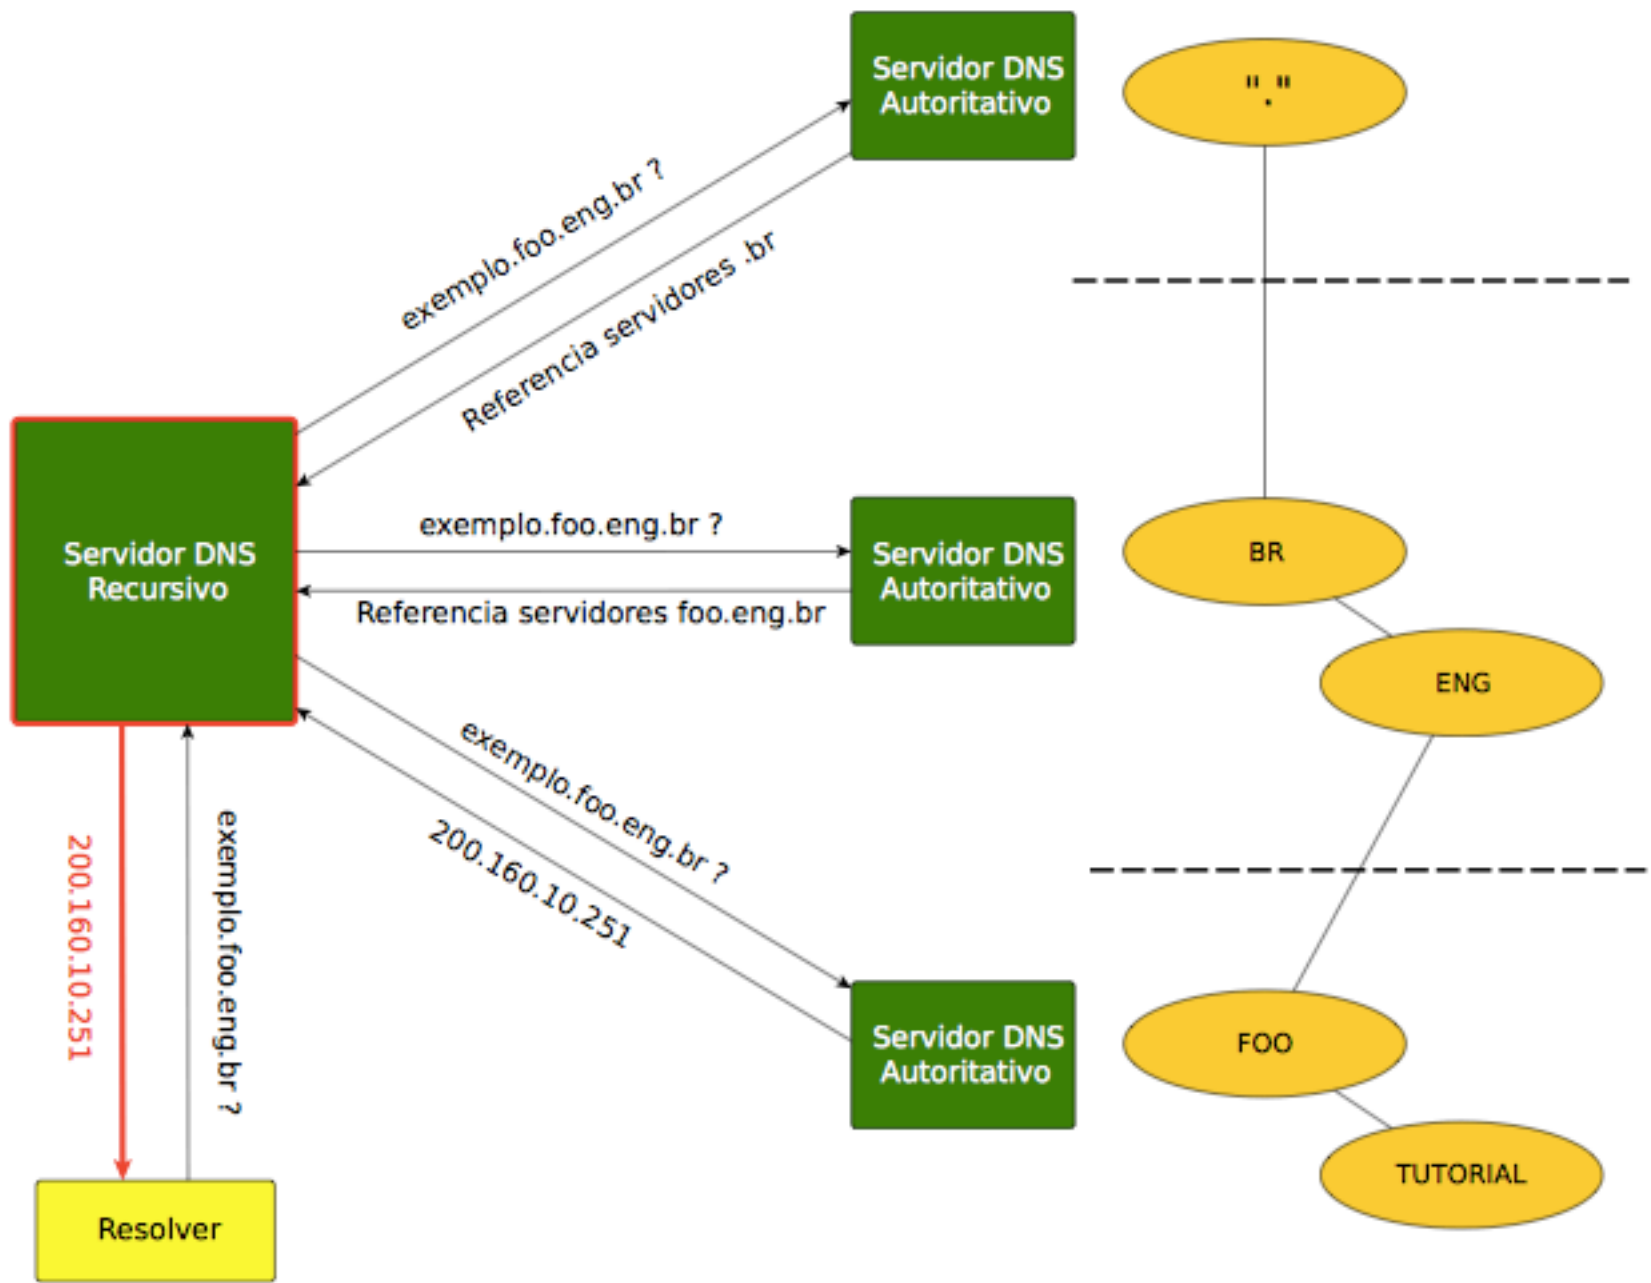 Servidor DNS
Autoritativo
"."
exemplo.foo.eng.br ?
Referencia servidores .br
Servidor DNS
Recursivo
exemplo.foo.eng.br ?
Referencia servidores foo.eng.br
Servidor DNS
Autoritativo
BR
ENG
exemplo.foo.eng.br ?
200.160.10.251
200.160.10.251
exemplo.foo.eng.br ?
Servidor DNS
Autoritativo
FOO
TUTORIAL
Resolver